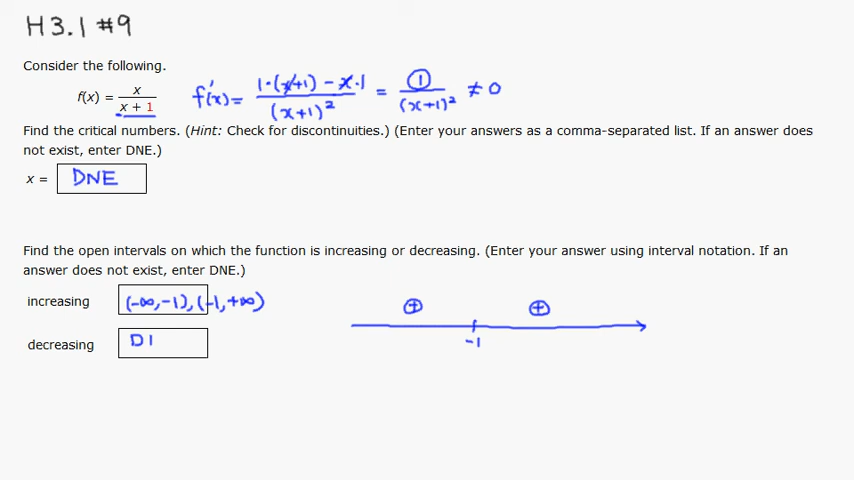 H3.1 #9
Consider the following.
f(x) = x / x + 1   f'(x) = 1·(x+1) - x·1 / (x+1)² = 1 / (x+1)² ≠ 0
Find the critical numbers. (Hint: Check for discontinuities.) (Enter your answers as a comma-separated list. If an answer does
not exist, enter DNE.)
x = DNE
Find the open intervals on which the function is increasing or decreasing. (Enter your answer using interval notation. If an
answer does not exist, enter DNE.)
increasing (-∞,-1),(-1,+∞) + +
decreasing DI -1